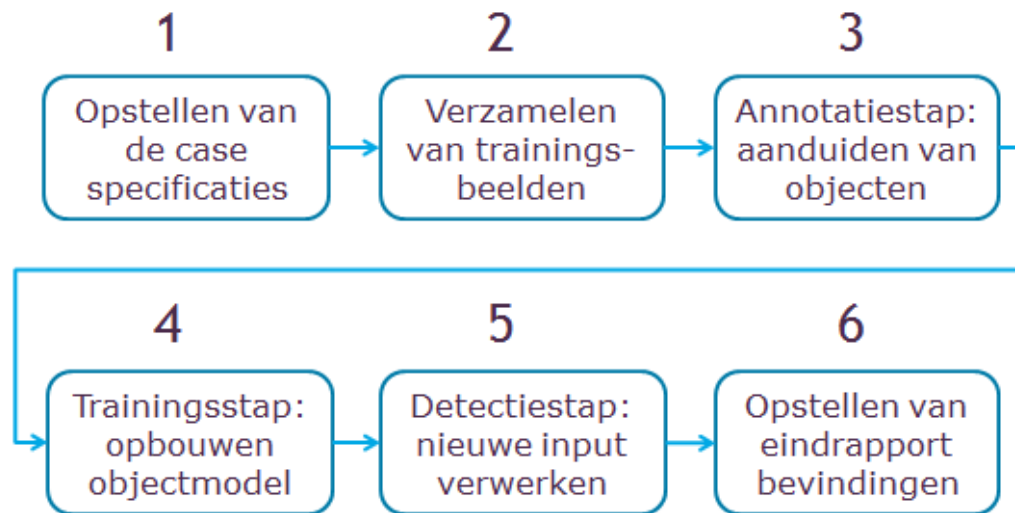 1
Opstellen van
de case
specificaties
2
Verzamelen
van trainings-
beelden
3
Annotatiestap:
aanduiden van
objecten
4
Trainingsstap:
opbouwen
objectmodel
5
Detectiestap:
nieuwe input
verwerken
6
Opstellen van
eindrapport
bevindingen